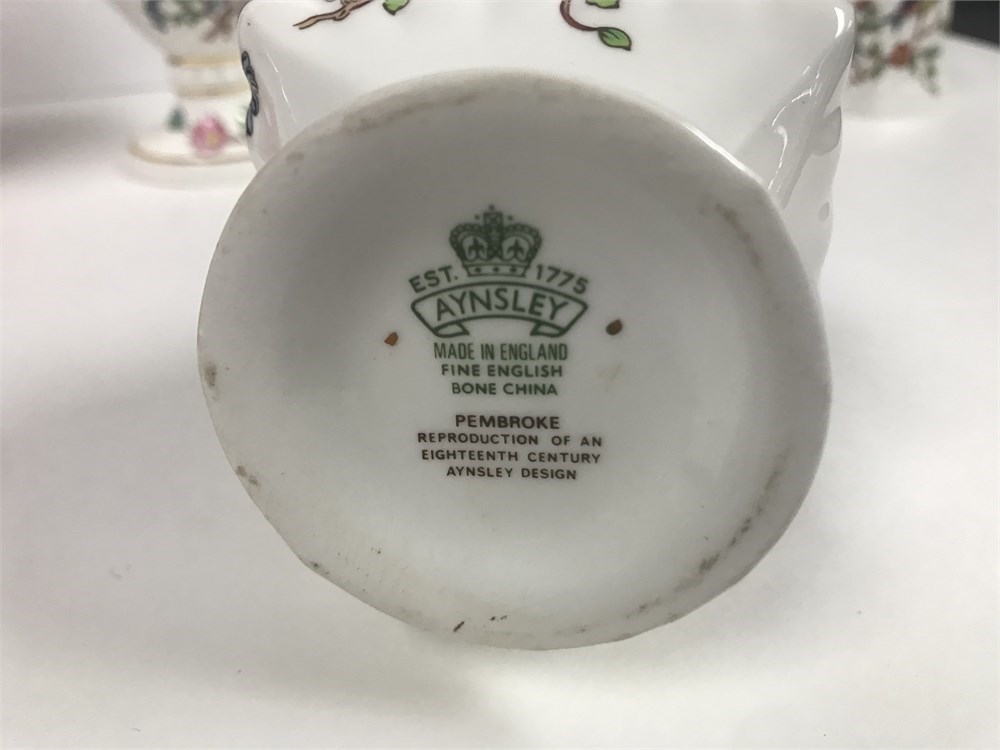 EST. 1775
AYNSLEY
MADE IN ENGLAND
FINE ENGLISH
BONE CHINA
PEMBROKE
REPRODUCTION OF AN
EIGHTEENTH CENTURY
AYNSLEY DESIGN